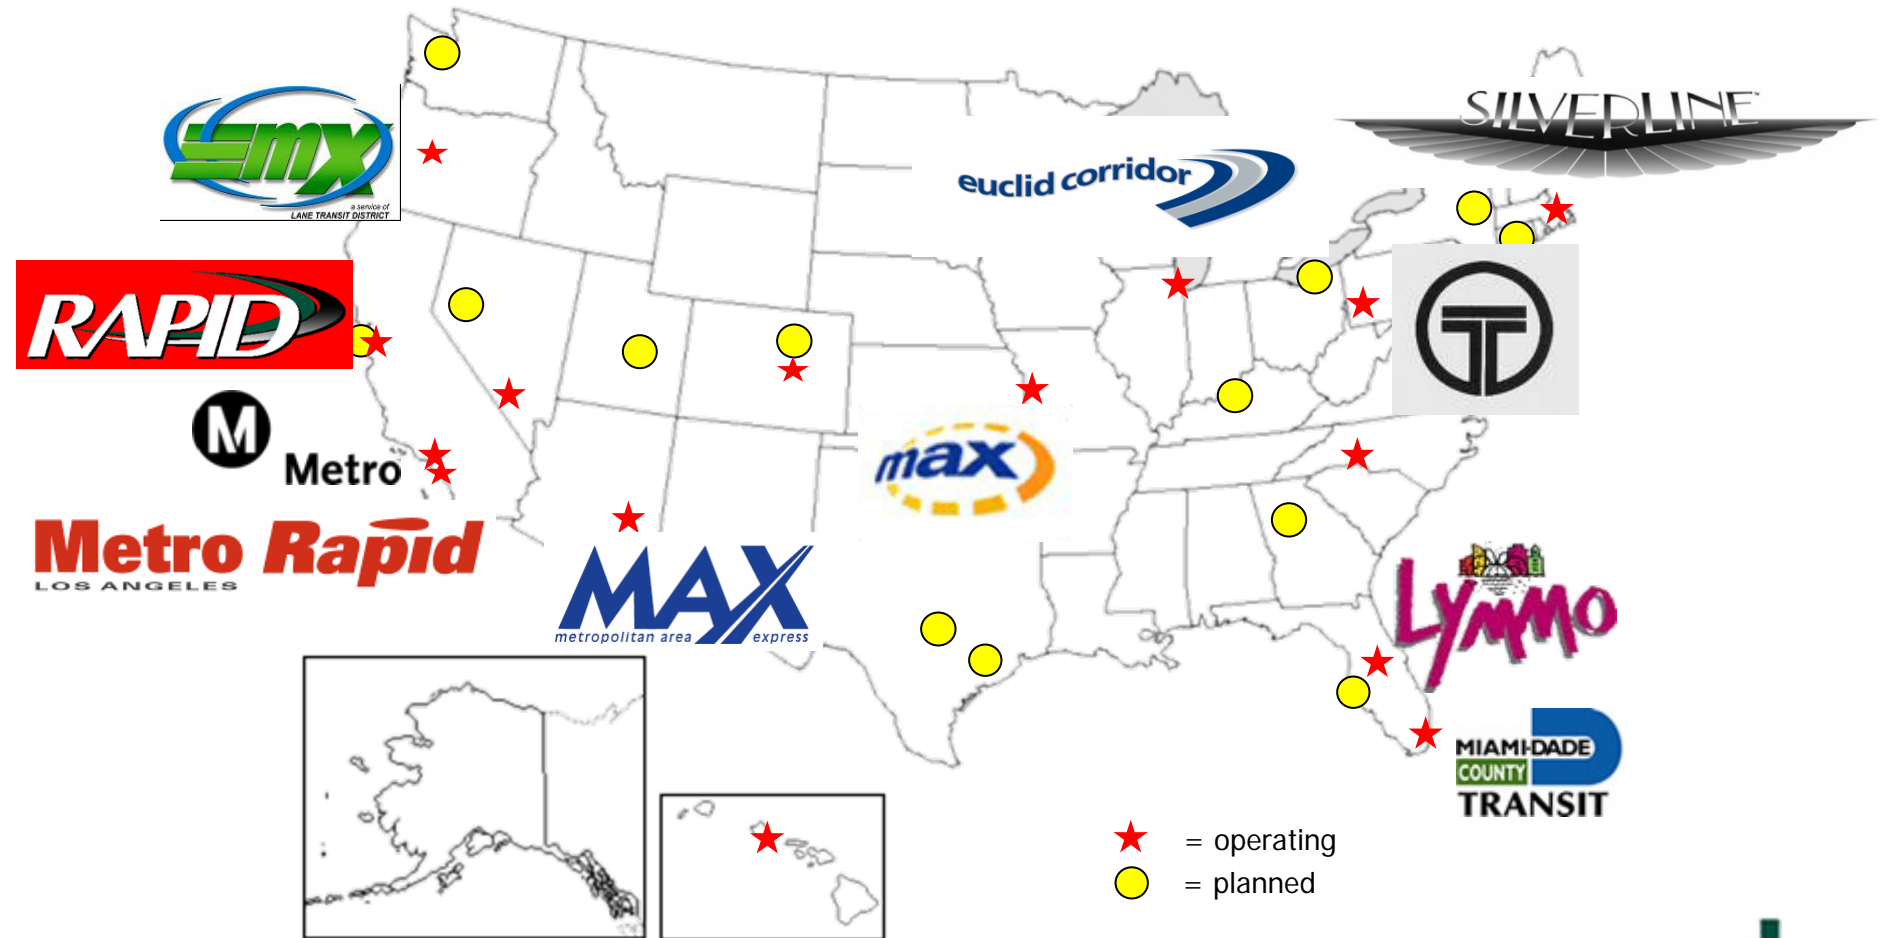 SILVERLINE
EMX
a service of
LANE TRANSIT DISTRICT
euclid corridor
RAPID
T
M
Metro
max
Metro Rapid
LOS ANGELES
MAX
metropolitan area express
LYMMO
MIAMI-DADE
COUNTY
TRANSIT
= operating
= planned